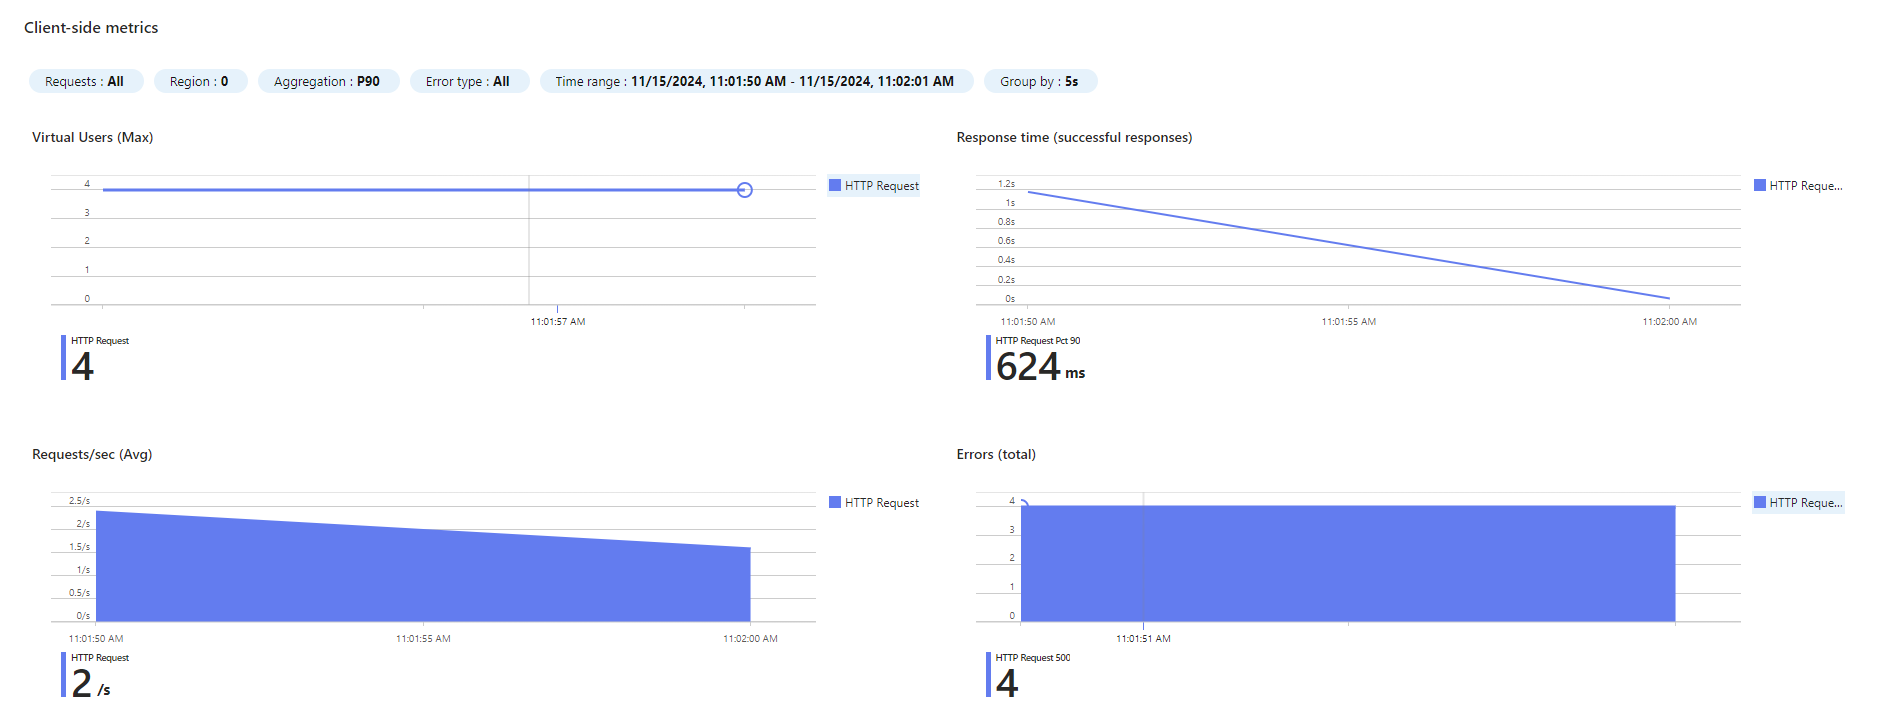 Client-side metrics
Requests : All
Region : 0
Aggregation : P90
Error type : All
Time range : 11/15/2024, 11:01:50 AM - 11/15/2024, 11:02:01 AM
Group by : 5s
Virtual Users (Max)
4
3
2
1
0
11:01:57 AM
HTTP Request
HTTP Request
4
Response time (successful responses)
1.2s
1s
0.8s
0.6s
0.4s
0.2s
0s
11:01:50 AM
11:01:55 AM
11:02:00 AM
HTTP Reque...
HTTP Request Pct 90
624 ms
Requests/sec (Avg)
2.5/s
2/s
1.5/s
1/s
0.5/s
0/s
11:01:50 AM
11:01:55 AM
11:02:00 AM
HTTP Request
HTTP Request
2 /s
Errors (total)
4
3
2
1
0
11:01:51 AM
HTTP Reque...
HTTP Request 500
4